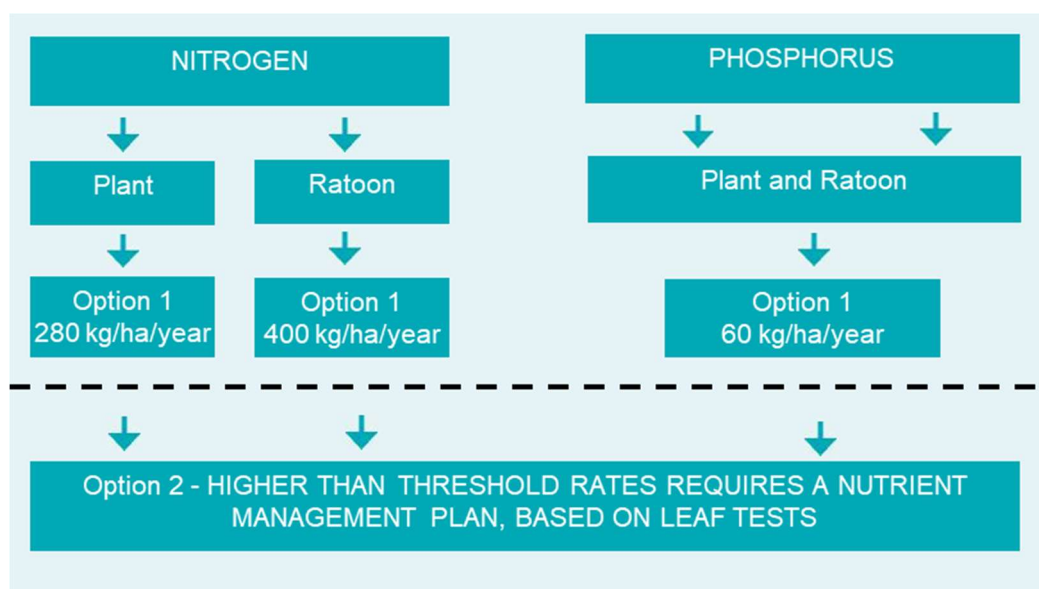 NITROGEN
PHOSPHORUS
Plant
Ratoon
Plant and Ratoon
Option 1
280 kg/ha/year
Option 1
400 kg/ha/year
Option 1
60 kg/ha/year
Option 2 - HIGHER THAN THRESHOLD RATES REQUIRES A NUTRIENT
MANAGEMENT PLAN, BASED ON LEAF TESTS